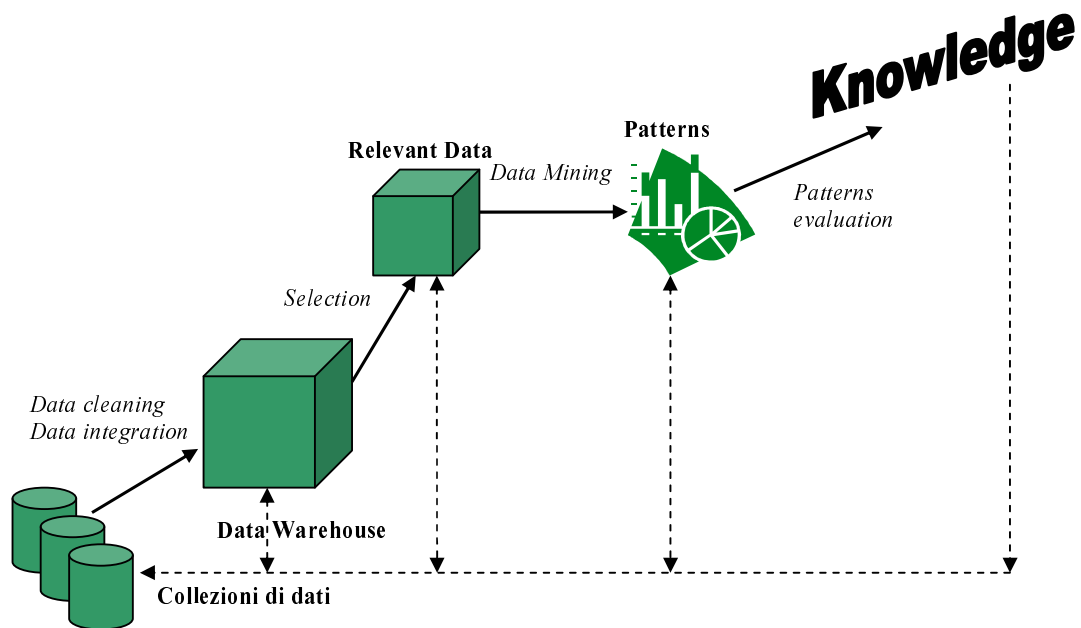 Knowledge
Patterns
Relevant Data
Data Mining
Patterns
evaluation
Selection
Data cleaning
Data integration
Data Warehouse
Collezioni di dati